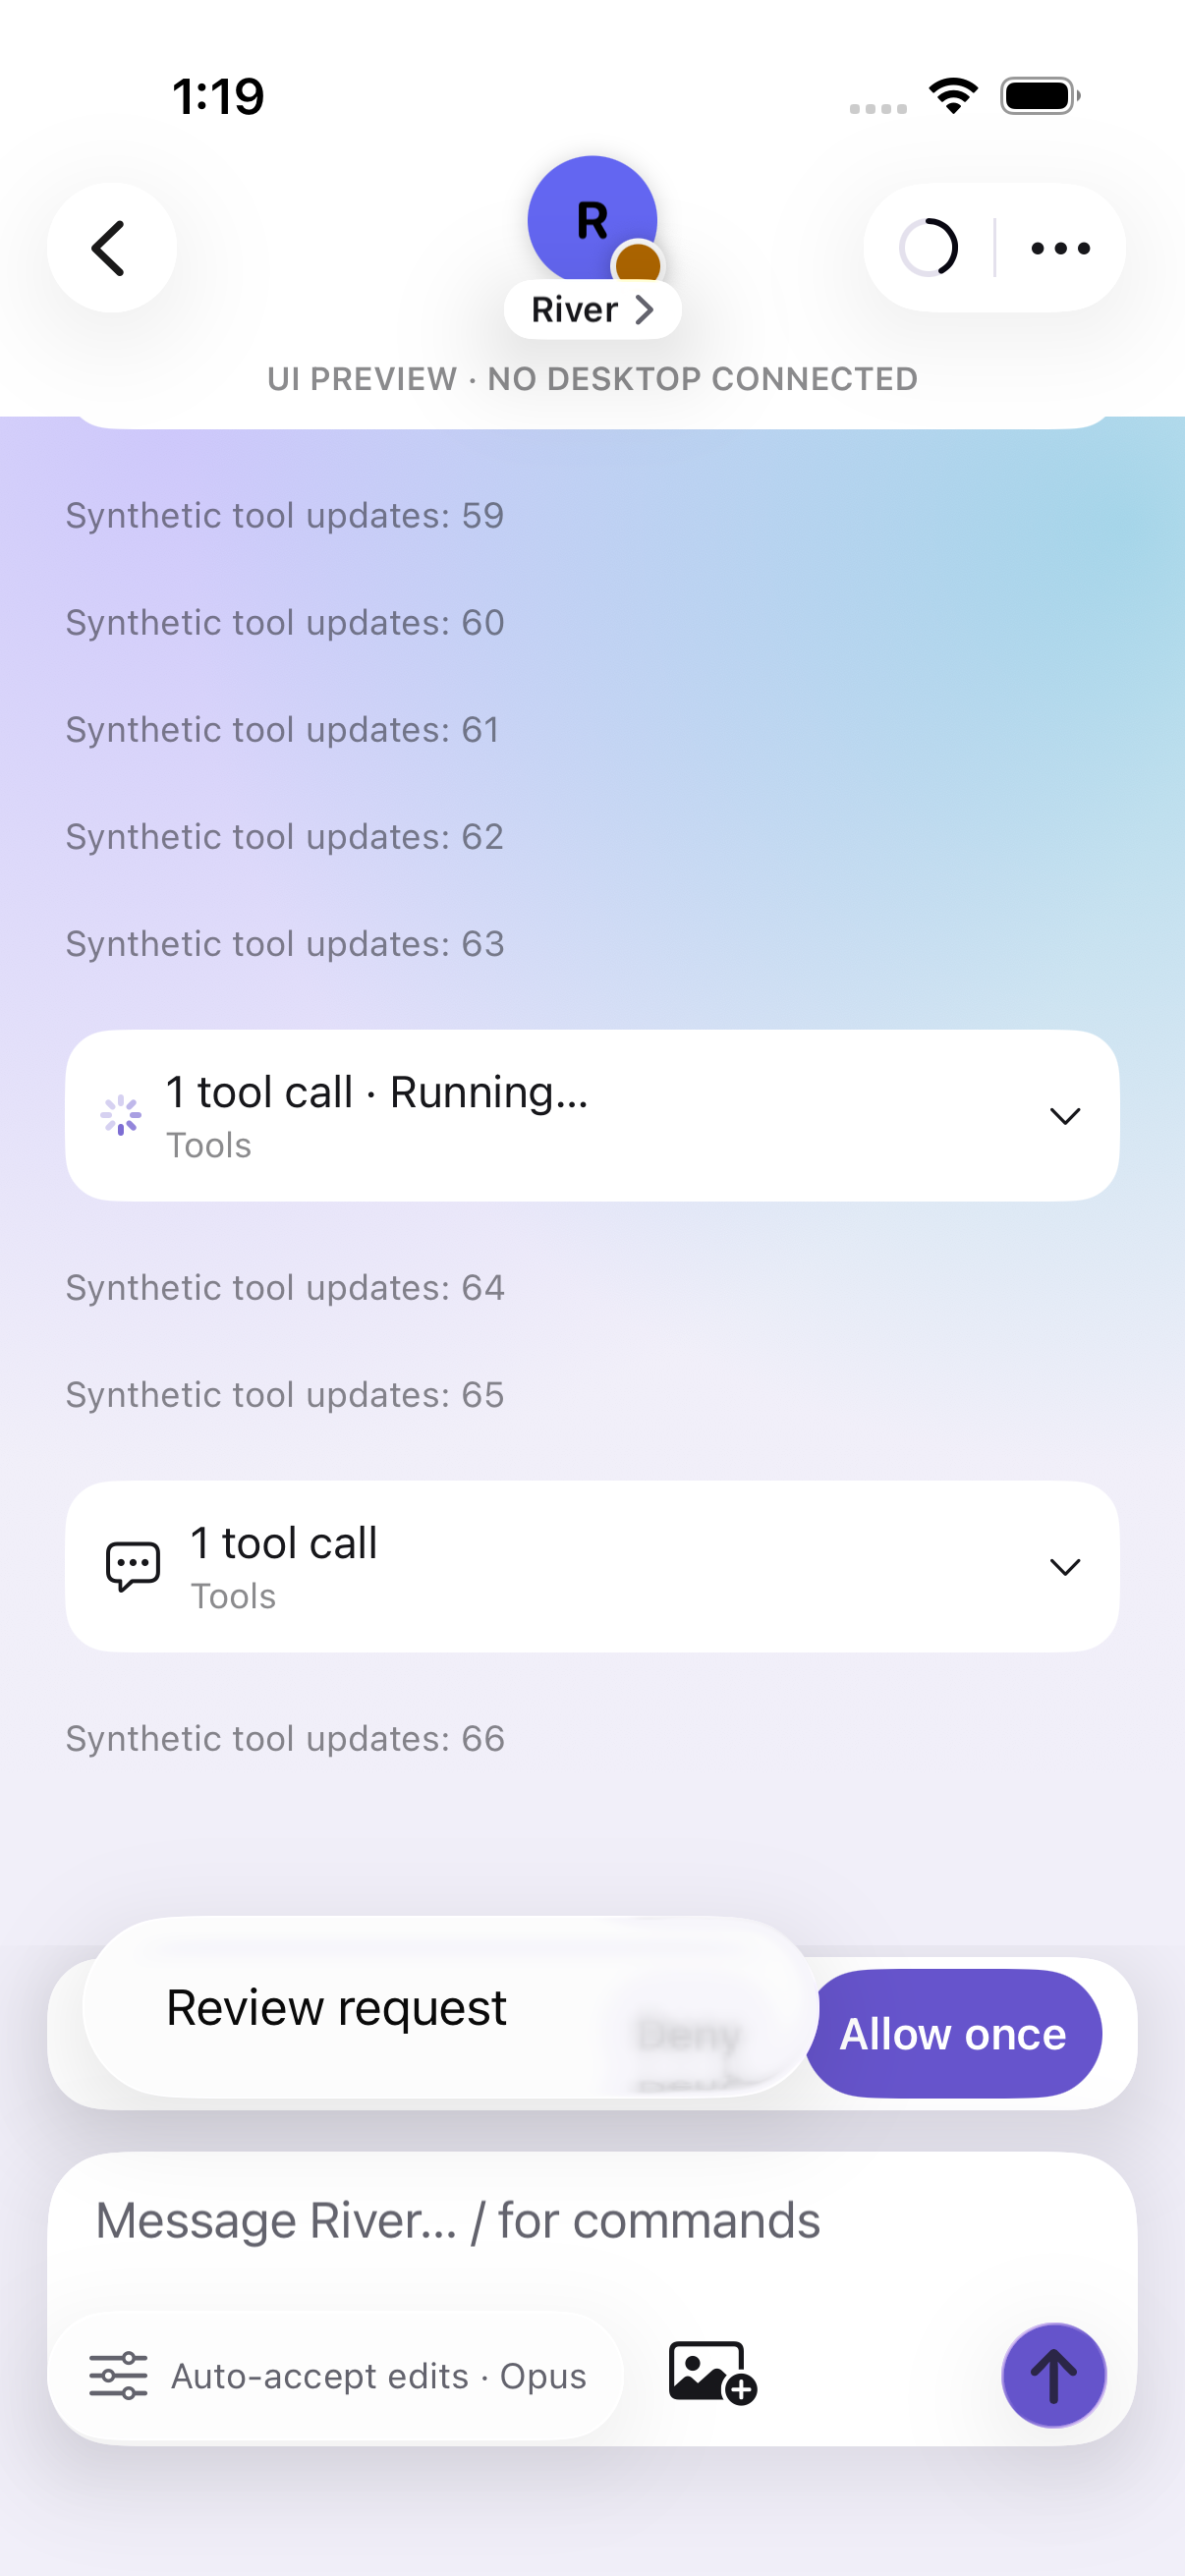 1:19
R
River
UI PREVIEW · NO DESKTOP CONNECTED
Synthetic tool updates: 59
Synthetic tool updates: 60
Synthetic tool updates: 61
Synthetic tool updates: 62
Synthetic tool updates: 63
1 tool call · Running...
Tools
Synthetic tool updates: 64
Synthetic tool updates: 65
1 tool call
Tools
Synthetic tool updates: 66
Review request
Deny
Allow once
Message River... / for commands
Auto-accept edits · Opus